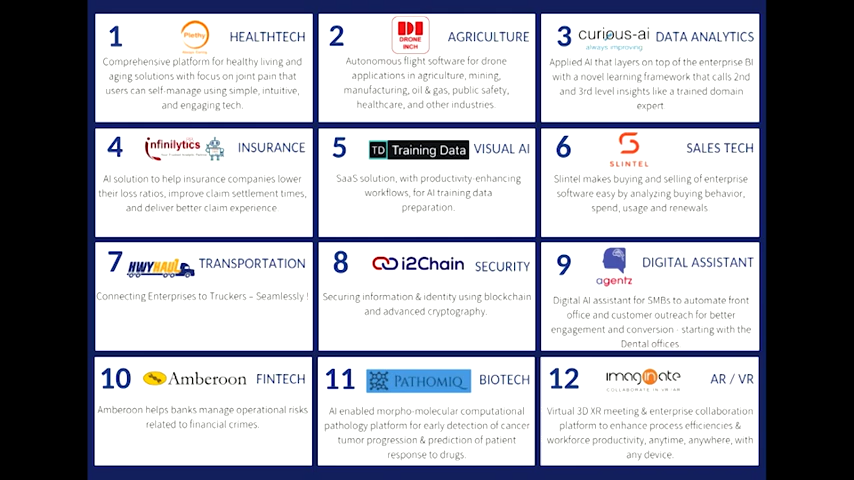 1 Plethy HEALTHTECH
Comprehensive platform for healthy living and
aging solutions with focus on joint pain that
users can self-manage using simple, intuitive,
and engaging tech.
2 DRONE INCH AGRICULTURE
Autonomous flight software for drone
applications in agriculture, mining,
manufacturing, oil & gas, public safety,
healthcare, and other industries
3 curious-ai DATA ANALYTICS
always improving
Applied AI that layers on top of the enterprise BI
with a novel learning framework that calls 2nd
and 3rd level insights like a trained domain
expert
4 infinilytics INSURANCE
AI solution to help insurance companies lower
their loss ratios, improve claim settlement times,
and deliver better claim experience.
5 TD Training Data VISUAL AI
SaaS solution, with productivity-enhancing
workflows, for AI training data
preparation.
6 SLINTEL SALES TECH
Slintel makes buying and selling of enterprise
software easy by analyzing buying behavior,
spend, usage and renewals
7 HWYHAUL TRANSPORTATION
Connecting Enterprises to Truckers – Seamlessly !
8 i2Chain SECURITY
Securing information & identity using blockchain
and advanced cryptography.
9 agentz DIGITAL ASSISTANT
Digital AI assistant for SMBs to automate front
office and customer outreach for better
engagement and conversion - starting with the
Dental offices
10 Amberoon FINTECH
Amberoon helps banks manage operational risks
related to financial crimes.
11 PATHOMIQ BIOTECH
AI enabled morpho-molecular computational
pathology platform for early detection of cancer
tumor progression & prediction of patient
response to drugs.
12 imaginate AR / VR
COLLABORATE IN VR/AR
Virtual 3D XR meeting & enterprise collaboration
platform to enhance process efficiencies &
workforce productivity, anytime, anywhere, with
any device.